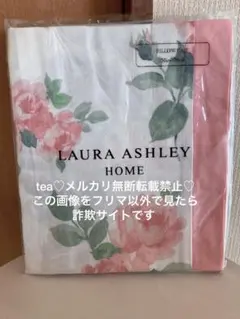 PILLOWCASE
LAURA ASHLEY
HOME
tea♡メルカリ無断転載禁止♡
この画像をフリマ以外で見たら
詐欺サイトです